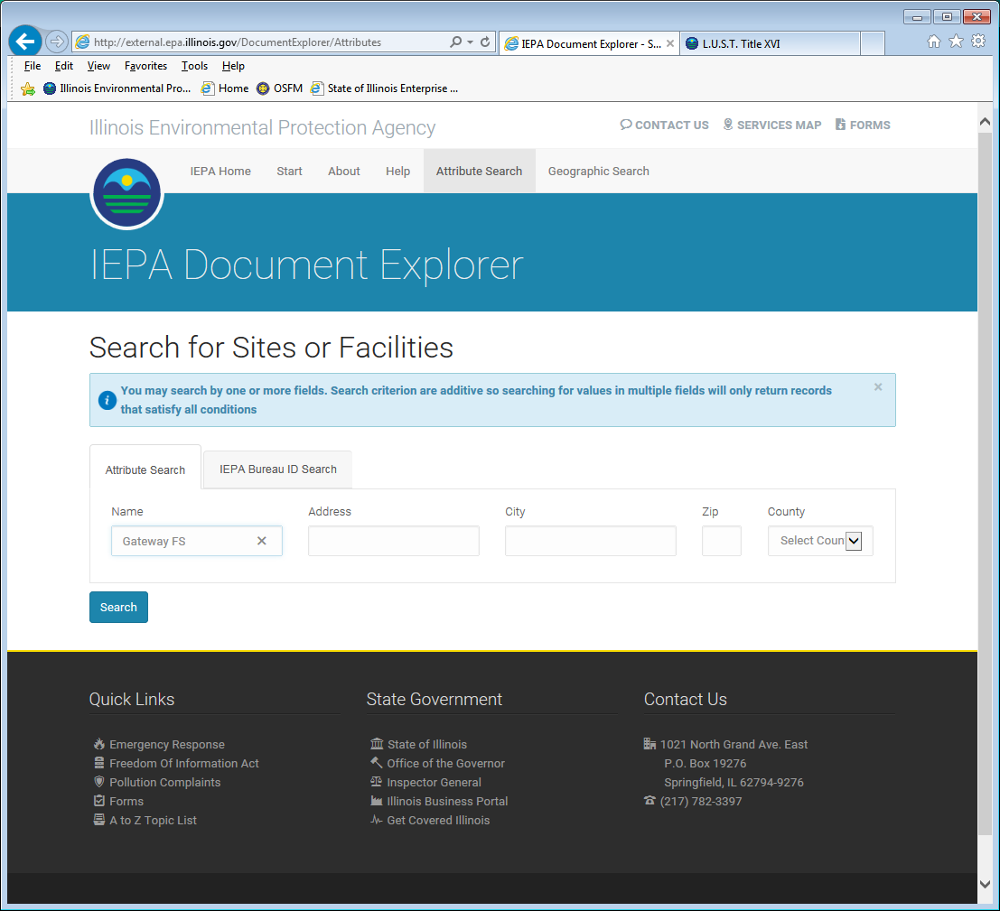 http://external.epa.illinois.gov/DocumentExplorer/Attributes
IEPA Document Explorer - S...
L.U.S.T. Title XVI
File Edit View Favorites Tools Help
Illinois Environmental Pro... Home OSFM State of Illinois Enterprise ...
Illinois Environmental Protection Agency
CONTACT US SERVICES MAP FORMS
IEPA Home Start About Help Attribute Search Geographic Search
IEPA Document Explorer
Search for Sites or Facilities
You may search by one or more fields. Search criterion are additive so searching for values in multiple fields will only return records
that satisfy all conditions
Attribute Search IEPA Bureau ID Search
Name Address City Zip County
Gateway FS Select Coun
Search
Quick Links
Emergency Response
Freedom Of Information Act
Pollution Complaints
Forms
A to Z Topic List
State Government
State of Illinois
Office of the Governor
Inspector General
Illinois Business Portal
Get Covered Illinois
Contact Us
1021 North Grand Ave. East
P.O. Box 19276
Springfield, IL 62794-9276
(217) 782-3397